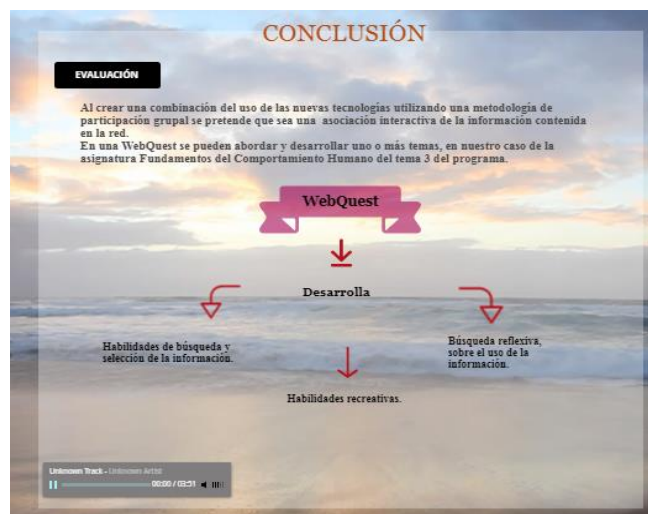 CONCLUSIÓN
EVALUACIÓN
Al crear una combinación del uso de las nuevas tecnologías utilizando una metodología de
participación grupal se pretende que sea una asociación interactiva de la información contenida
en la red.
En una WebQuest se pueden abordar y desarrollar uno o más temas, en nuestro caso de la
asignatura Fundamentos del Comportamiento Humano del tema 3 del programa.
WebQuest
Desarrolla
Habilidades de búsqueda y
selección de la información.
Búsqueda reflexiva,
sobre el uso de la
información.
Habilidades recreativas.
Unknown Track - Unknown Artist
00:00 / 03:51